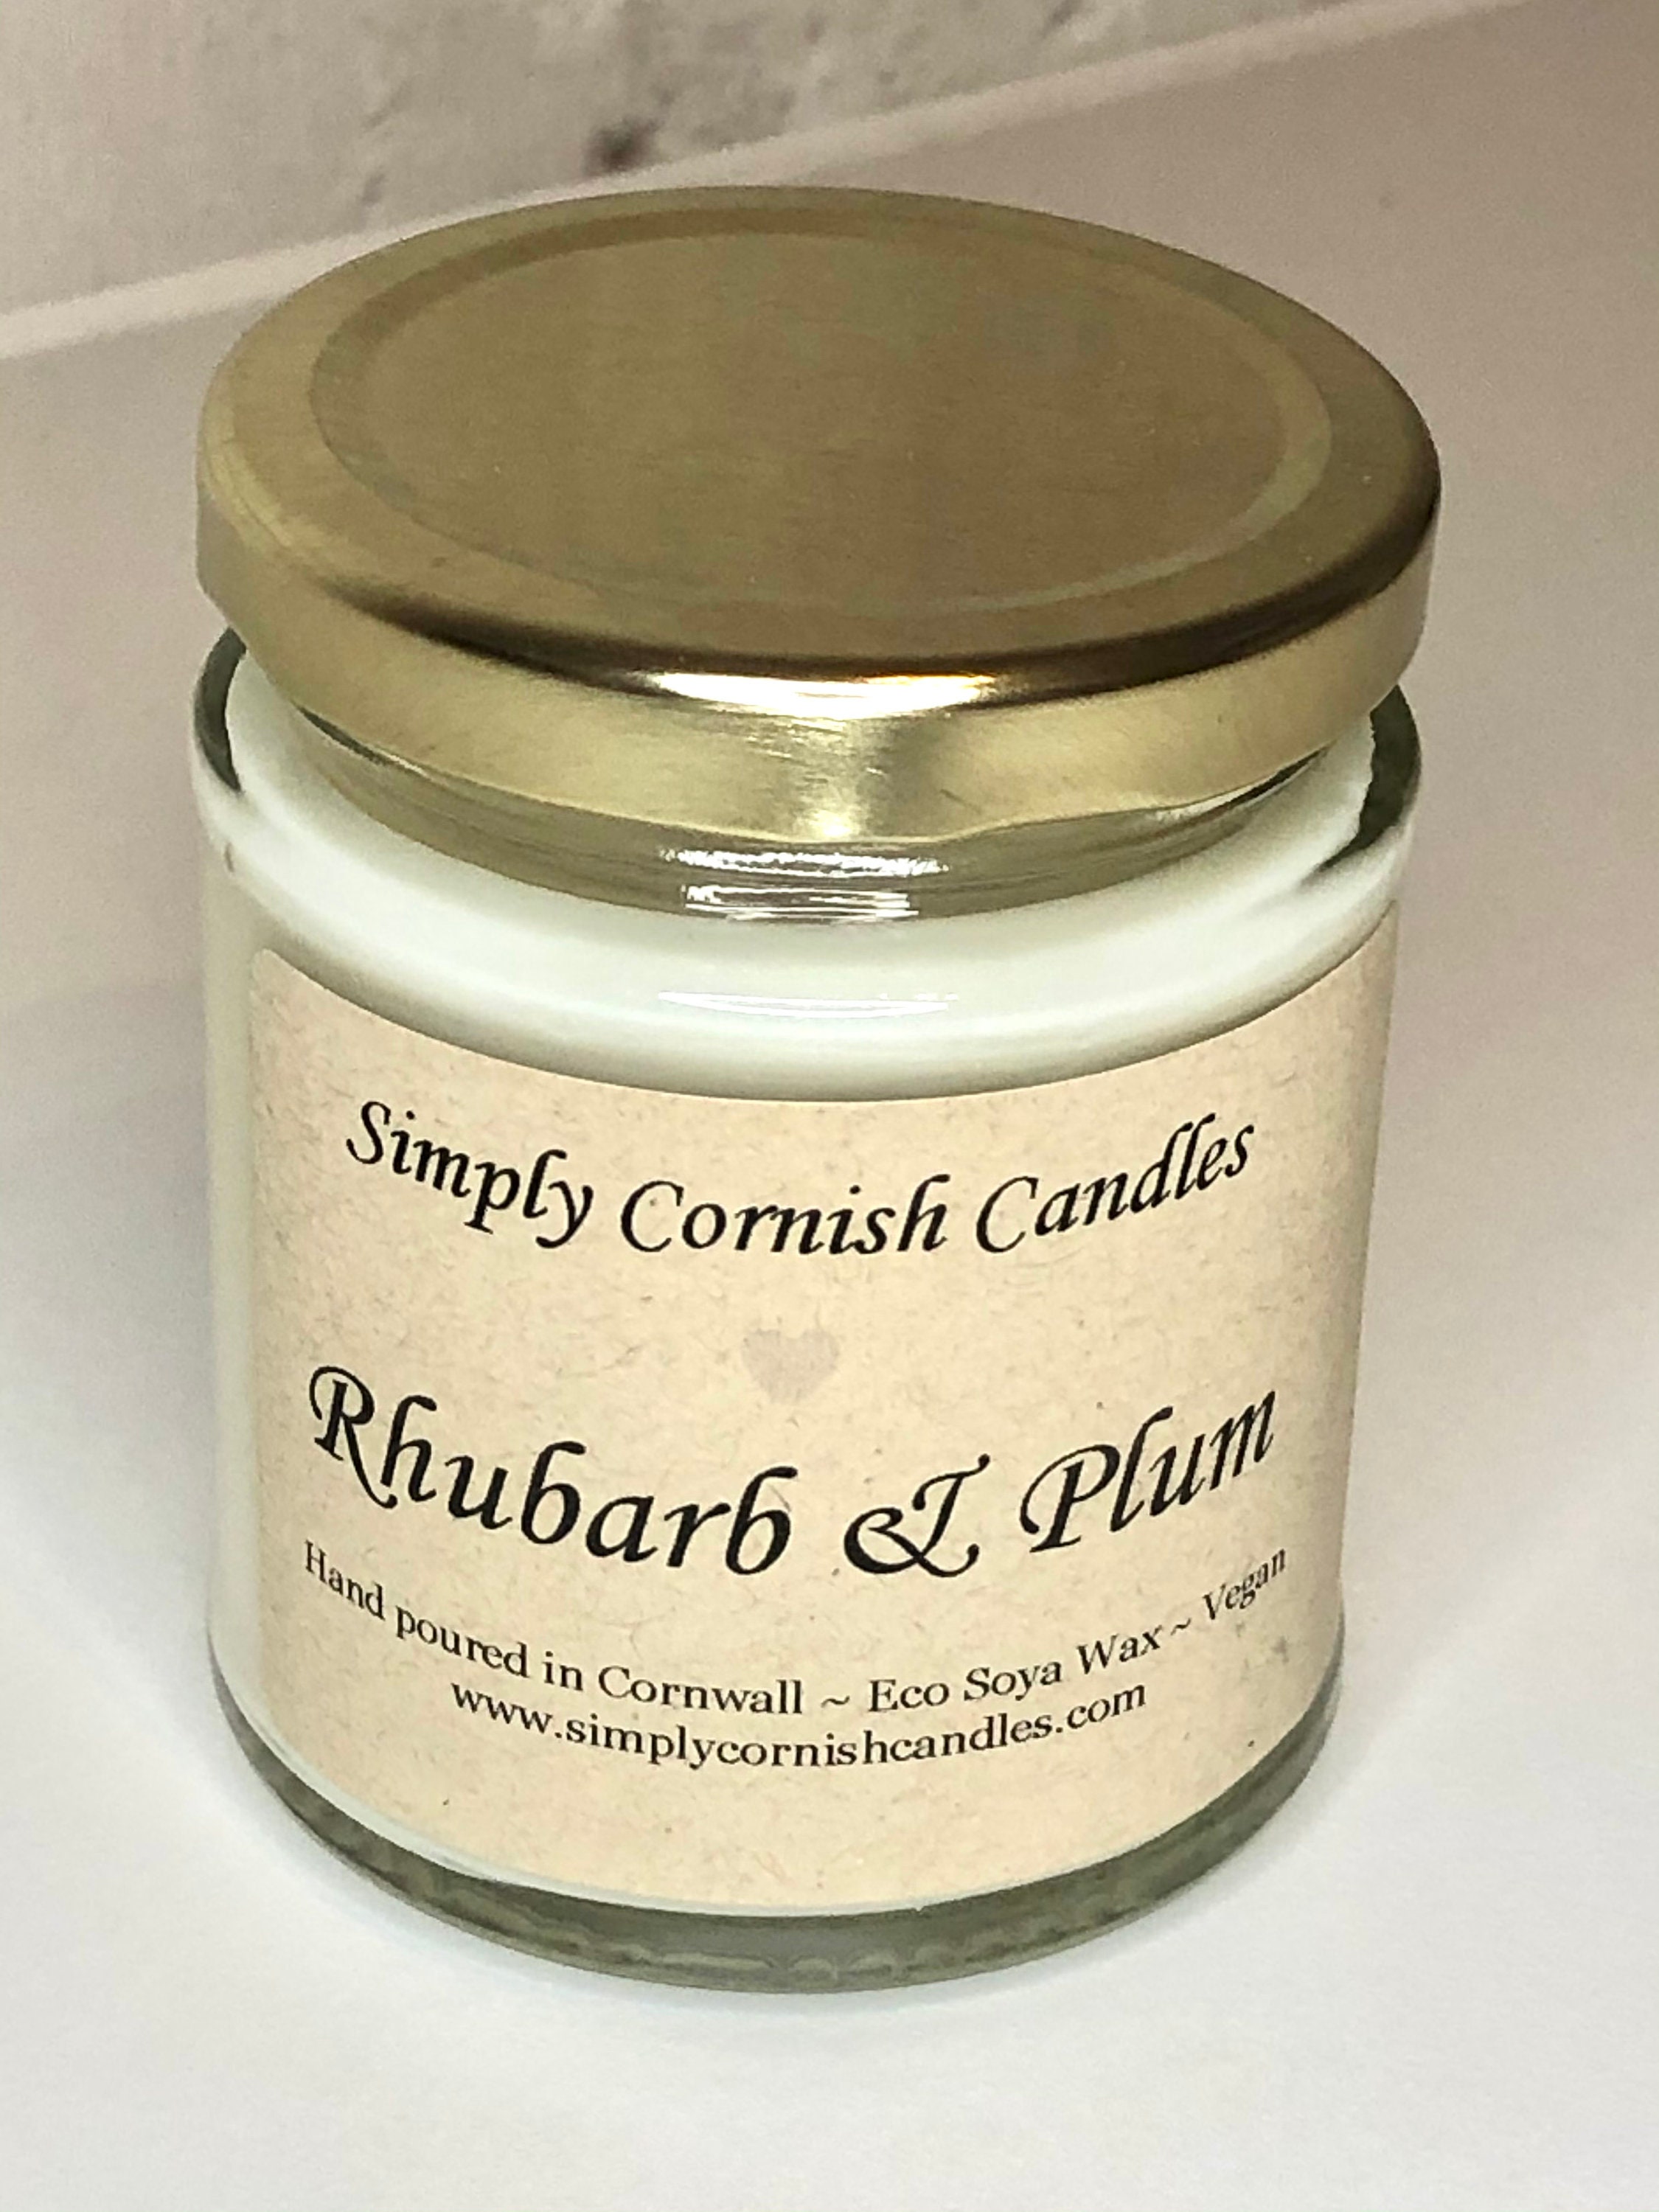 Simply Cornish Candles
Rhubarb & Plum
Hand poured in Cornwall ~ Eco Soya Wax ~ Vegan
www.simplycornishcandles.com